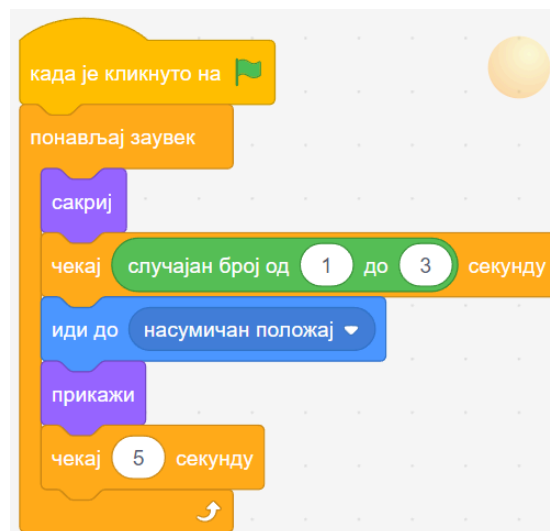 када је кликнуто на
понављај заувек
сакриј
чекај случајан број од 1 до 3 секунду
иди до насумичан положај
прикажи
чекај 5 секунду